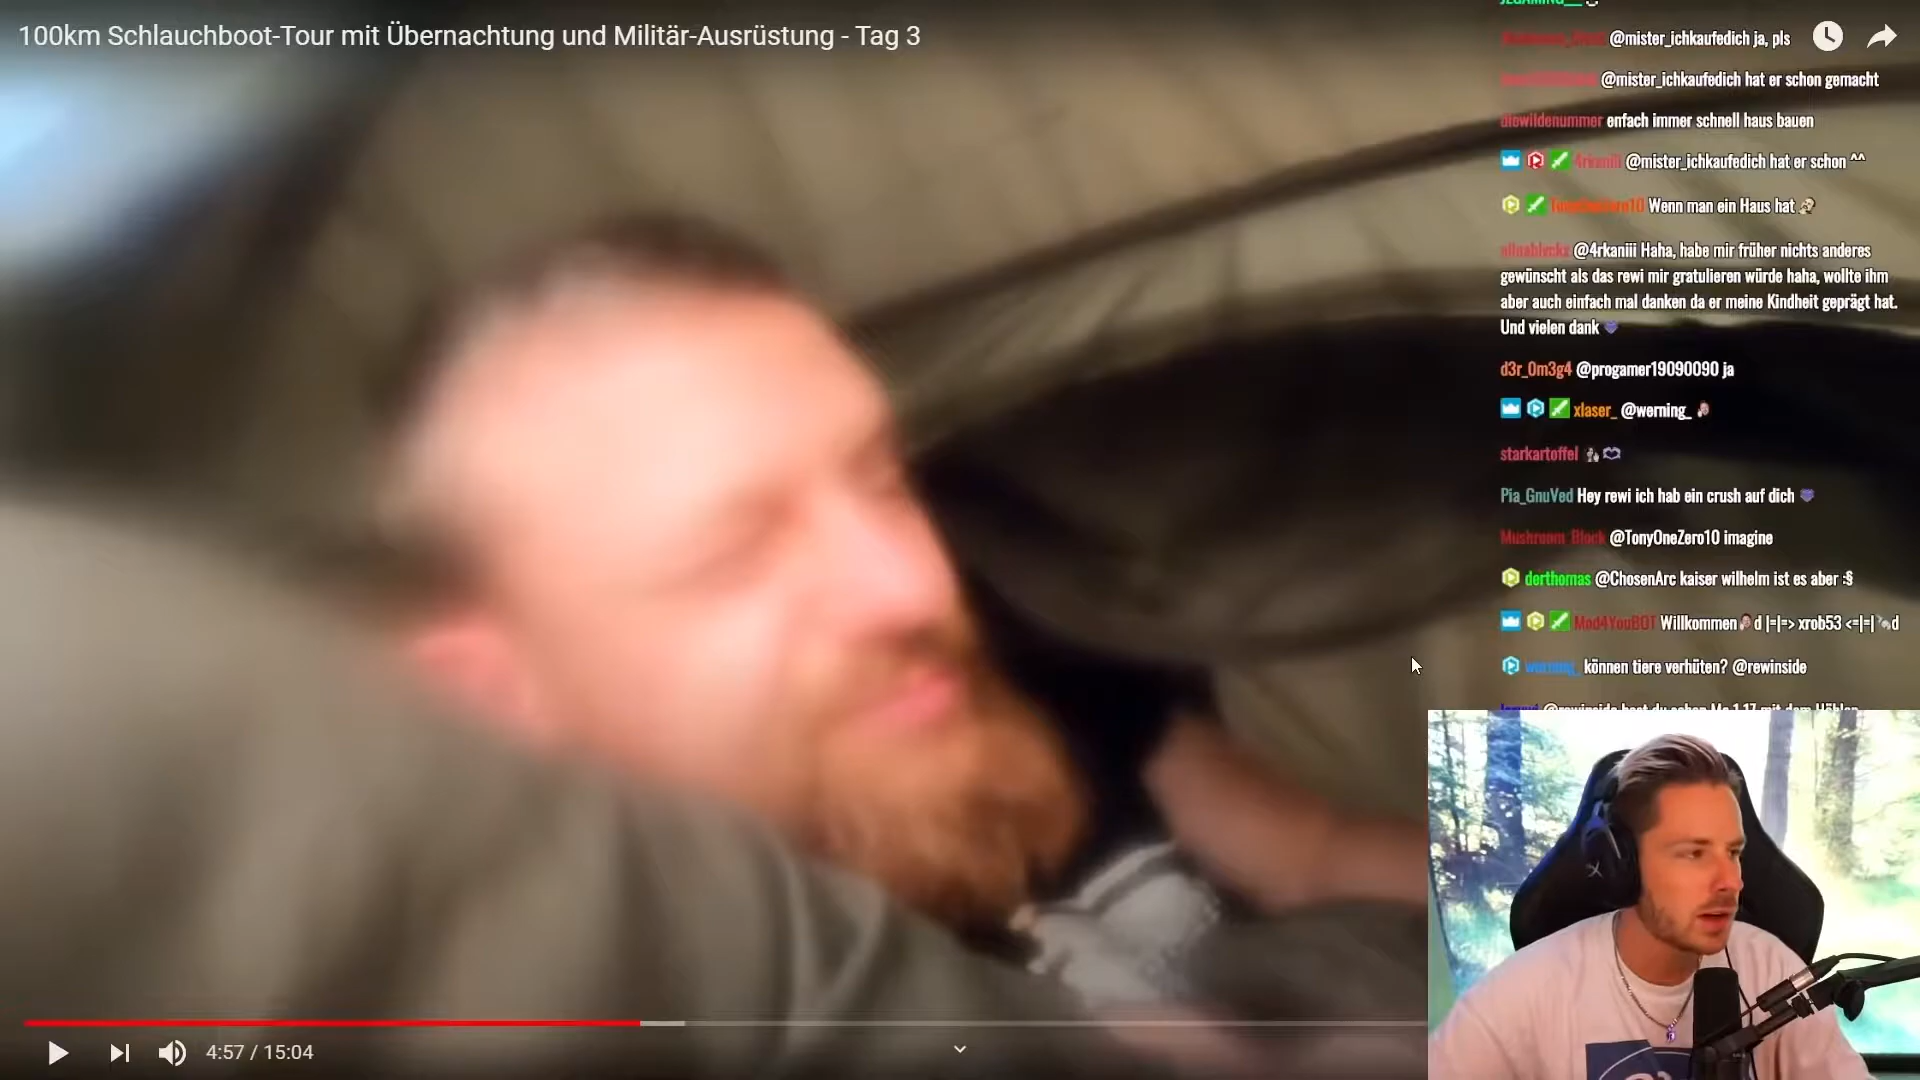 100km Schlauchboot-Tour mit Übernachtung und Militär-Ausrüstung - Tag 3
@mister_ichkaufedich ja, pls
@mister_ichkaufedich hat er schon gemacht
diewildenummer enfach immer schnell haus bauen
@mister_ichkaufedich hat er schon ^^
Wenn man ein Haus hat
@4rkaniii Haha, habe mir früher nichts anderes
gewünscht als das rewi mir gratulieren würde haha, wollte ihm
aber auch einfach mal danken da er meine Kindheit geprägt hat.
Und vielen dank
d3r_0m3g4 @progamer19090090 ja
xlaser_ @werning_
starkartoffel
Pia_GnuVed Hey rewi ich hab ein crush auf dich
Mushroom_Block @TonyOneZero10 imagine
derthomas @ChosenArc kaiser wilhelm ist es aber :§
Mod4YouBOT Willkommen d |=|=> xrob53 <=|=| d
werning_ können tiere verhüten? @rewinside
4:57 / 15:04